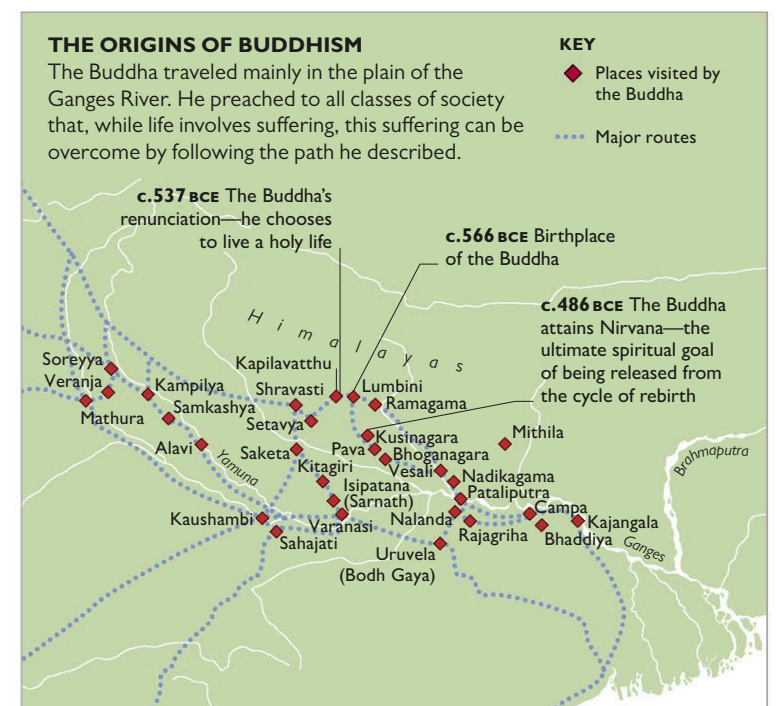 THE ORIGINS OF BUDDHISM
The Buddha traveled mainly in the plain of the
Ganges River. He preached to all classes of society
that, while life involves suffering, this suffering can be
overcome by following the path he described.
KEY
Places visited by
the Buddha
Major routes
c.537 BCE The Buddha's
renunciation—he chooses
to live a holy life
c.566 BCE Birthplace
of the Buddha
c.486 BCE The Buddha
attains Nirvana—the
ultimate spiritual goal
of being released from
the cycle of rebirth
Himalayas
Soreyya
Veranja
Mathura
Kampilya
Samkashya
Alavi
Yamuna
Kapilavatthu
Shravasti
Setavya
Saketa
Kitagiri
Isipatana
(Sarnath)
Kaushambi
Varanasi
Sahajati
Lumbini
Ramagama
Kusinagara
Pava
Bhoganagara
Vesali
Mithila
Nadikagama
Pataliputra
Nalanda
Rajagriha
Campa
Bhaddiya
Kajangala
Uruvela
(Bodh Gaya)
Ganges
Brahmaputra